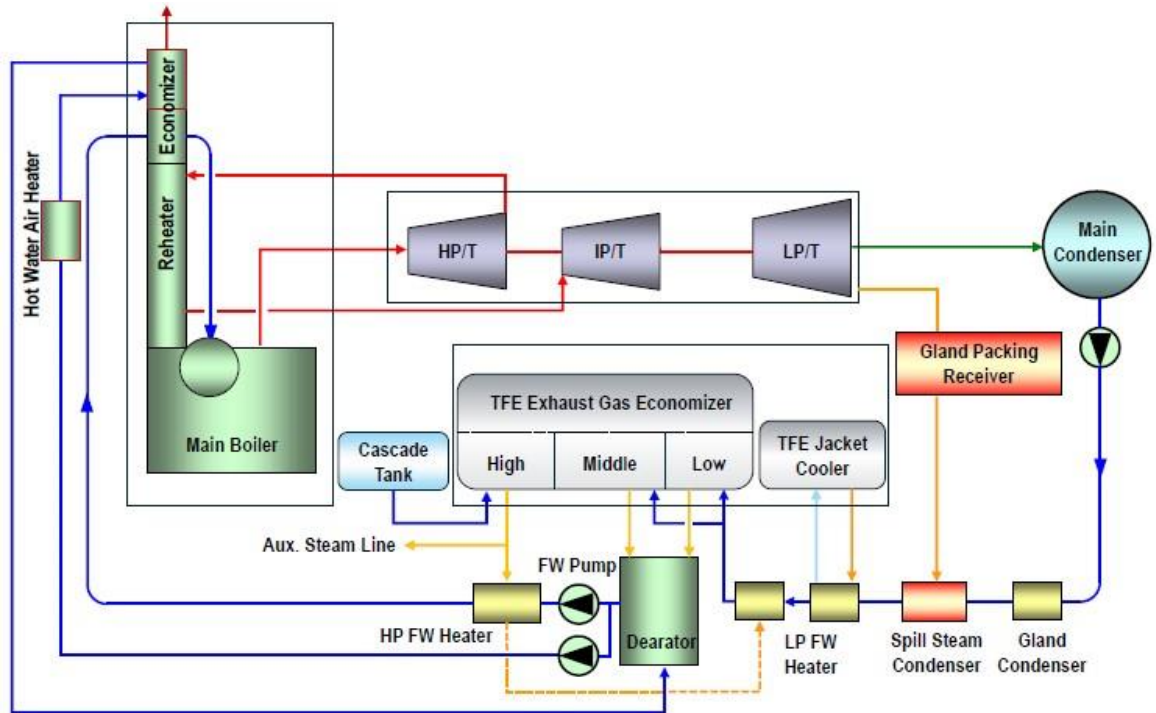 Economizer
Reheater
Hot Water Air Heater
Main Boiler
HP/T
IP/T
LP/T
Main
Condenser
Gland Packing
Receiver
TFE Exhaust Gas Economizer
High
Middle
Low
TFE Jacket
Cooler
Cascade
Tank
Aux. Steam Line
FW Pump
HP FW Heater
Dearator
LP FW
Heater
Spill Steam
Condenser
Gland
Condenser